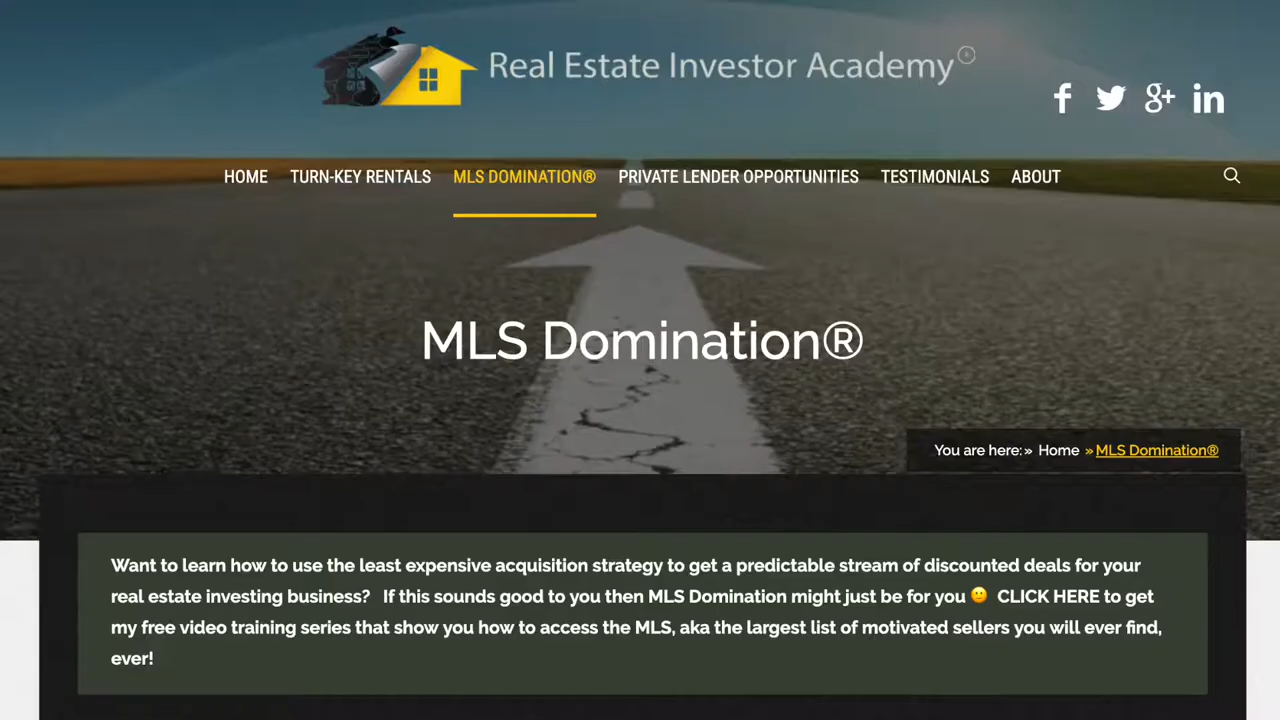 Real Estate Investor Academy®
f g+ in
HOME TURN-KEY RENTALS MLS DOMINATION® PRIVATE LENDER OPPORTUNITIES TESTIMONIALS ABOUT
MLS Domination®
You are here: » Home » MLS Domination®
Want to learn how to use the least expensive acquisition strategy to get a predictable stream of discounted deals for your
real estate investing business? If this sounds good to you then MLS Domination might just be for you 🙂 CLICK HERE to get
my free video training series that show you how to access the MLS, aka the largest list of motivated sellers you will ever find,
ever!